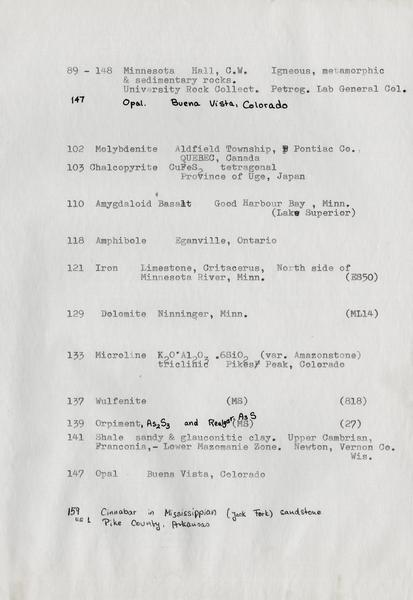 89 - 148 Minnesota Hall, C.W. Igneous, metamorphic
& sedimentary rocks.
University Rock Collect. Petrog. Lab General Col.
147 Opal. Buena Vista, Colorado
102 Molybdenite Aldfield Township, Pontiac Co.,
QUEBEC, Canada
103 Chalcopyrite CuFeS2 tetragonal
Province of Uge, Japan
110 Amygdaloid Basalt Good Harbour Bay , Minn.
(Lake Superior)
118 Amphibole Eganville, Ontario
121 Iron Limestone, Critacerus, North side of
Minnesota River, Minn. (ES50)
129 Dolomite Ninninger, Minn. (ML14)
133 Microline K2O·Al2O3 .6SiO2 (var. Amazonstone)
triclinic Pikes Peak, Colorado
137 Wulfenite (MS) (818)
139 Orpiment, As2S3 and Realgar, AsS (MS) (27)
141 Shale sandy & glauconitic clay. Upper Cambrian,
Franconia,- Lower Mazomanie Zone. Newton, Vernon Co.
Wis.
147 Opal Buena Vista, Colorado
159 Cinnabar in Mississippian (Jack Fork) sandstone
Pike County, Arkansas